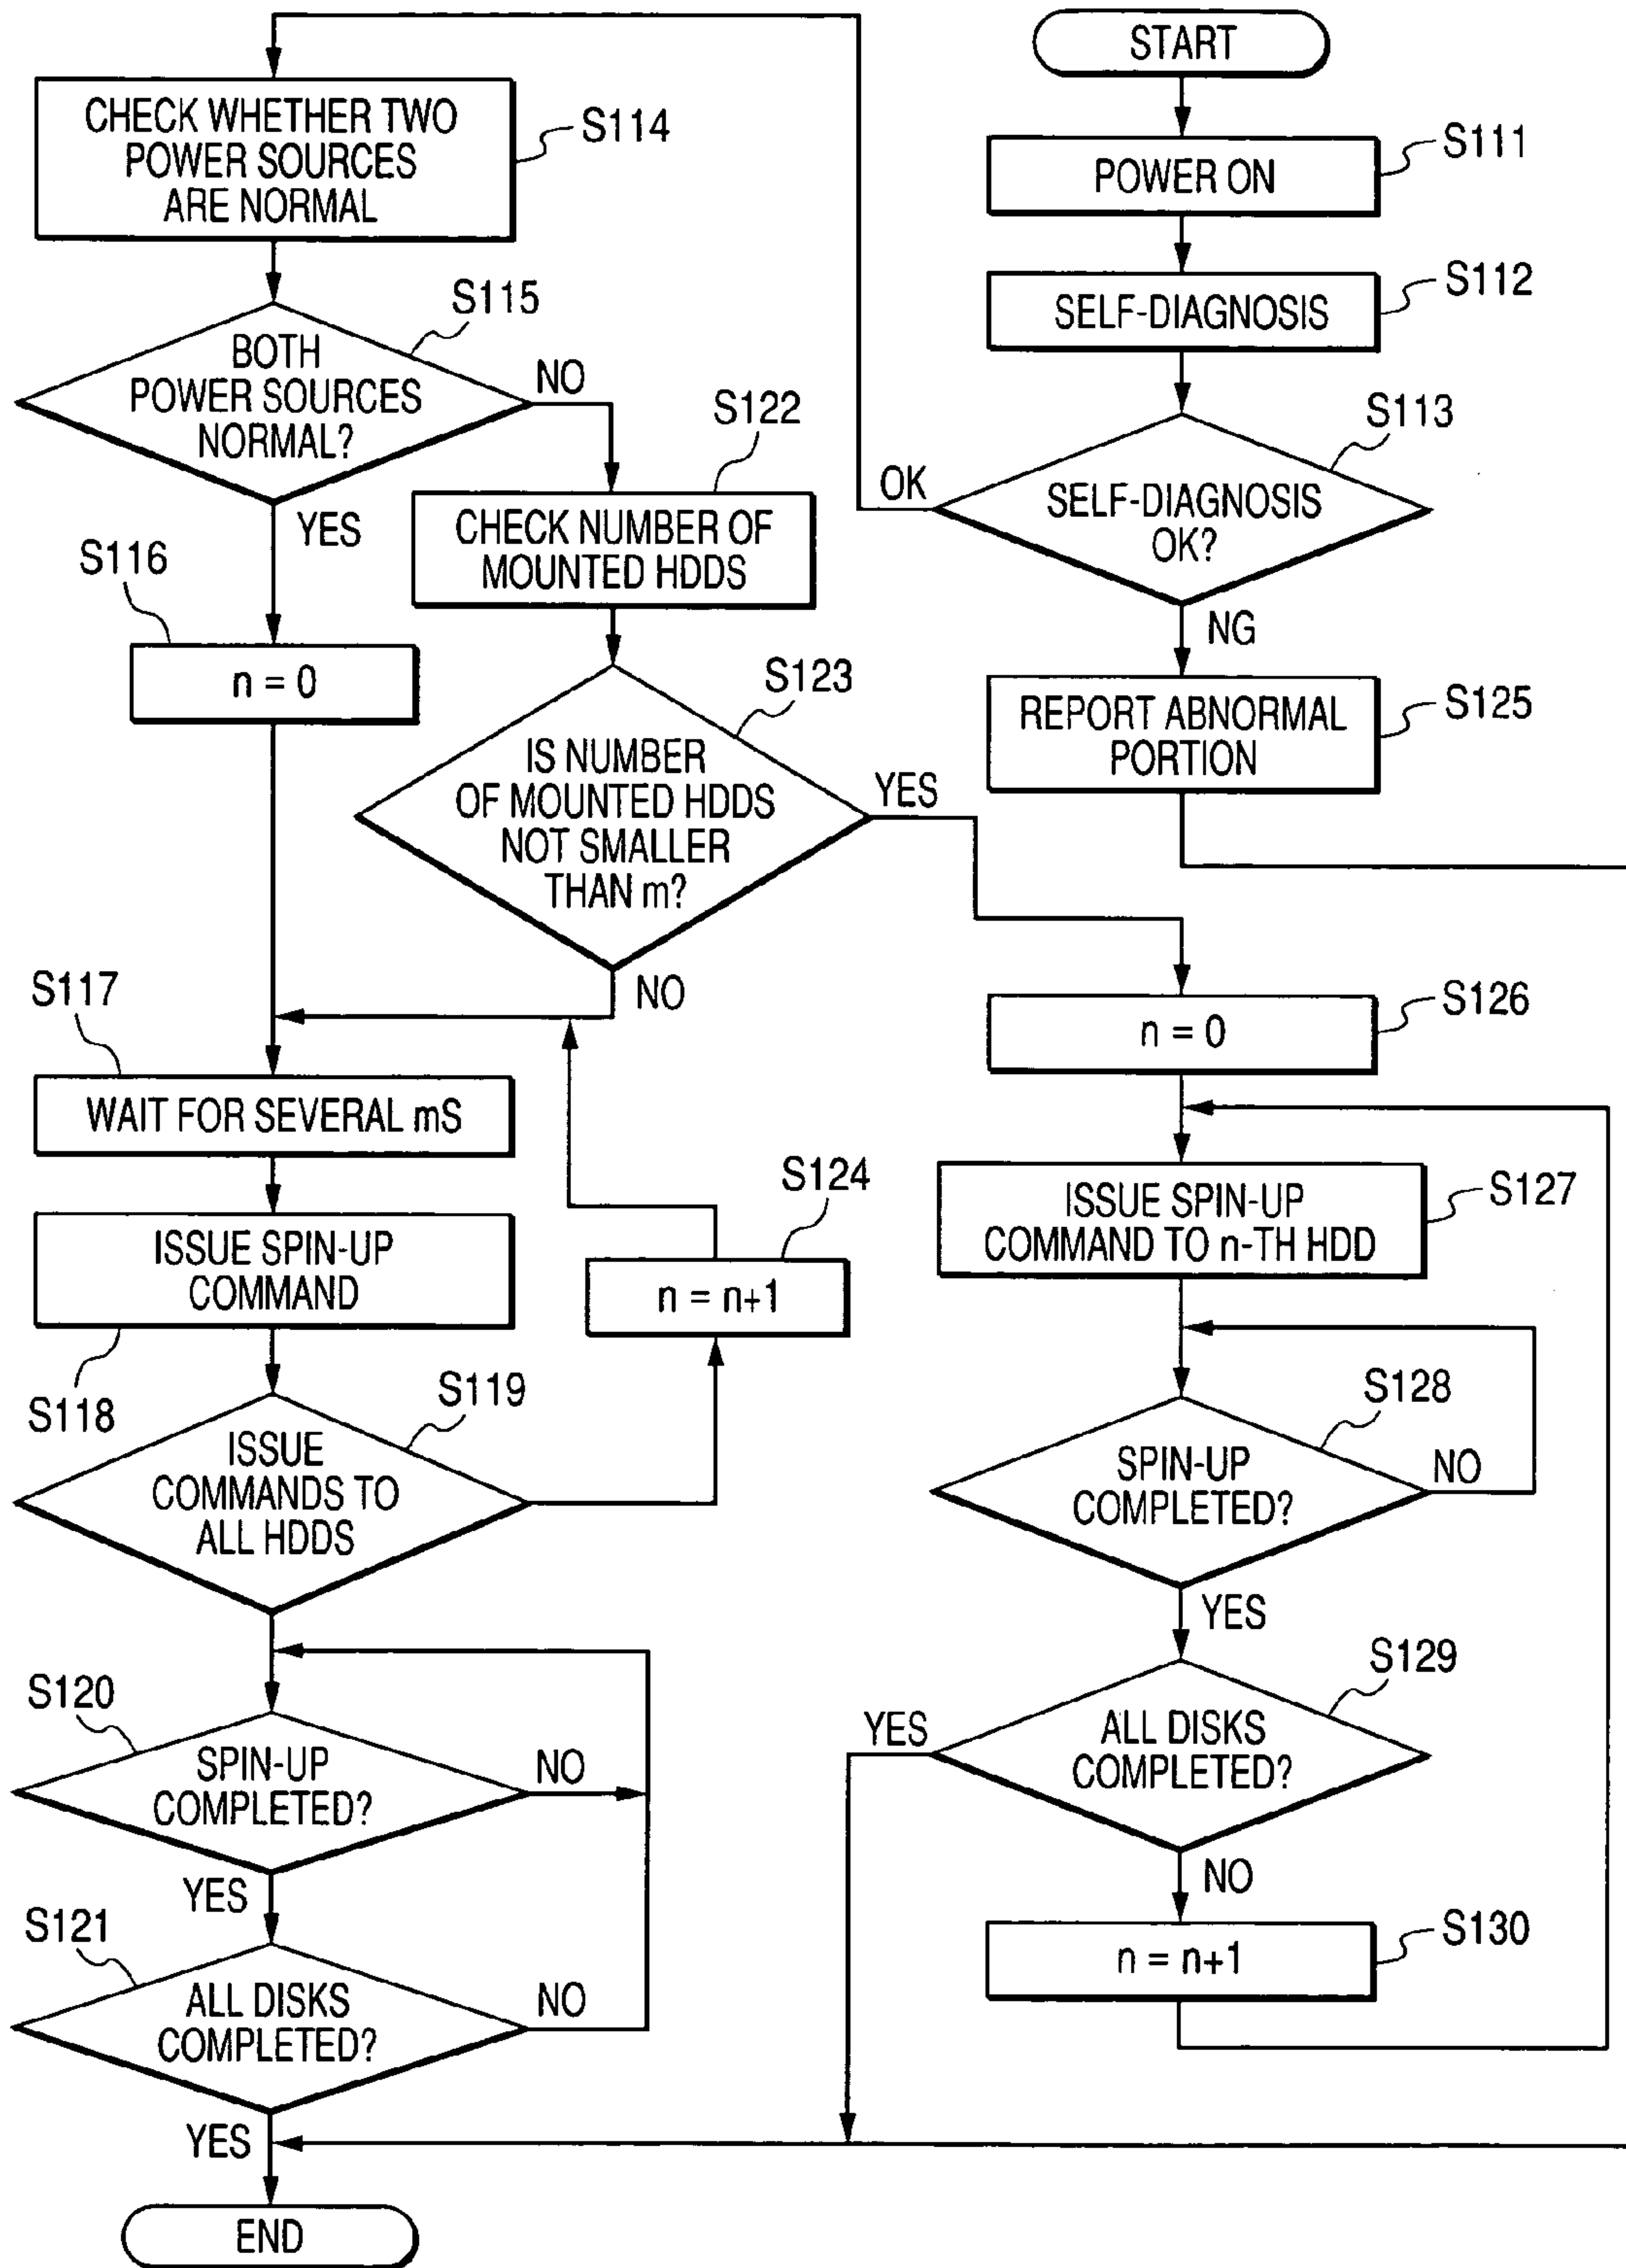 START
POWER ON
S111
SELF-DIAGNOSIS
S112
SELF-DIAGNOSIS
OK?
S113
OK
NG
REPORT ABNORMAL
PORTION
S125
CHECK WHETHER TWO
POWER SOURCES
ARE NORMAL
S114
BOTH
POWER SOURCES
NORMAL?
S115
NO
YES
S116
n = 0
S122
CHECK NUMBER OF
MOUNTED HDDS
S123
IS NUMBER
OF MOUNTED HDDS
NOT SMALLER
THAN m?
YES
NO
S117
WAIT FOR SEVERAL mS
ISSUE SPIN-UP
COMMAND
S118
S124
n = n+1
S119
ISSUE
COMMANDS TO
ALL HDDS
S120
SPIN-UP
COMPLETED?
NO
YES
S121
ALL DISKS
COMPLETED?
NO
YES
END
S126
n = 0
ISSUE SPIN-UP
COMMAND TO n-TH HDD
S127
S128
SPIN-UP
COMPLETED?
NO
YES
S129
ALL DISKS
COMPLETED?
YES
NO
n = n+1
S130